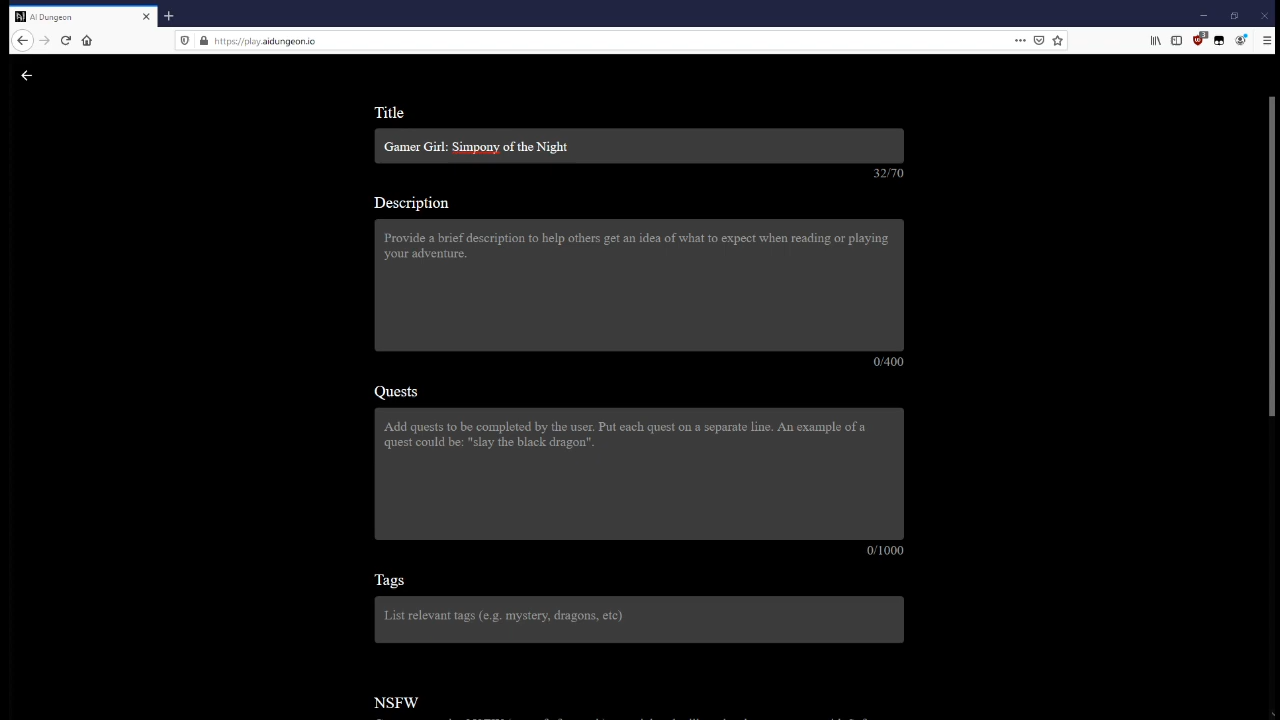 AI Dungeon
https://play.aidungeon.io
3
Title
Gamer Girl: Simpony of the Night
32/70
Description
Provide a brief description to help others get an idea of what to expect when reading or playing
your adventure.
0/400
Quests
Add quests to be completed by the user. Put each quest on a separate line. An example of a
quest could be: "slay the black dragon".
0/1000
Tags
List relevant tags (e.g. mystery, dragons, etc)
NSFW